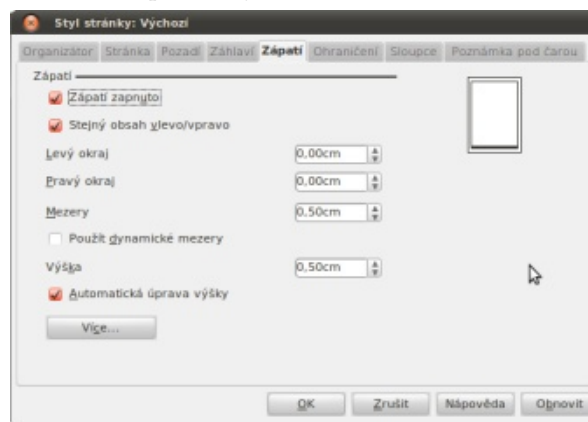 Styl stránky: Výchozí
Organizátor Stránka Pozadí Záhlaví Zápatí Ohraničení Sloupce Poznámka pod čarou
Zápatí
Zápatí zapnuto
Stejný obsah vlevo/vpravo
Levý okraj 0,00cm
Pravý okraj 0,00cm
Mezery 0,50cm
Použít dynamické mezery
Výška 0,50cm
Automatická úprava výšky
Více...
OK Zrušit Nápověda Obnovit